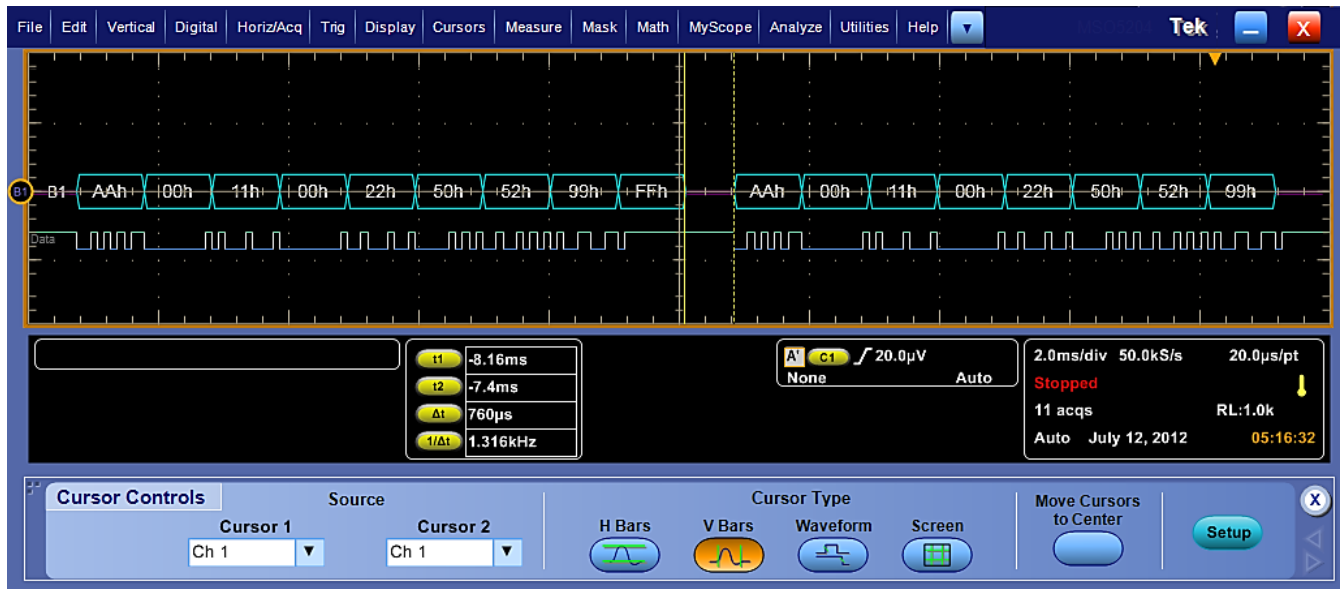 File Edit Vertical Digital Horiz/Acq Trig Display Cursors Measure Mask Math MyScope Analyze Utilities Help Tek X
B1 B1 AAh 00h 11h 00h 22h 50h 52h 99h FFh AAh 00h 11h 00h 22h 50h 52h 99h
Data
t1 -8.16ms
t2 -7.4ms
Δt 760µs
1/Δt 1.316kHz
A' C1 20.0µV
None Auto
2.0ms/div 50.0kS/s 20.0µs/pt
Stopped
11 acqs RL:1.0k
Auto July 12, 2012 05:16:32
Cursor Controls
Source
Cursor 1 Cursor 2
Ch 1 Ch 1
Cursor Type
H Bars V Bars Waveform Screen
Move Cursors
to Center
Setup
X